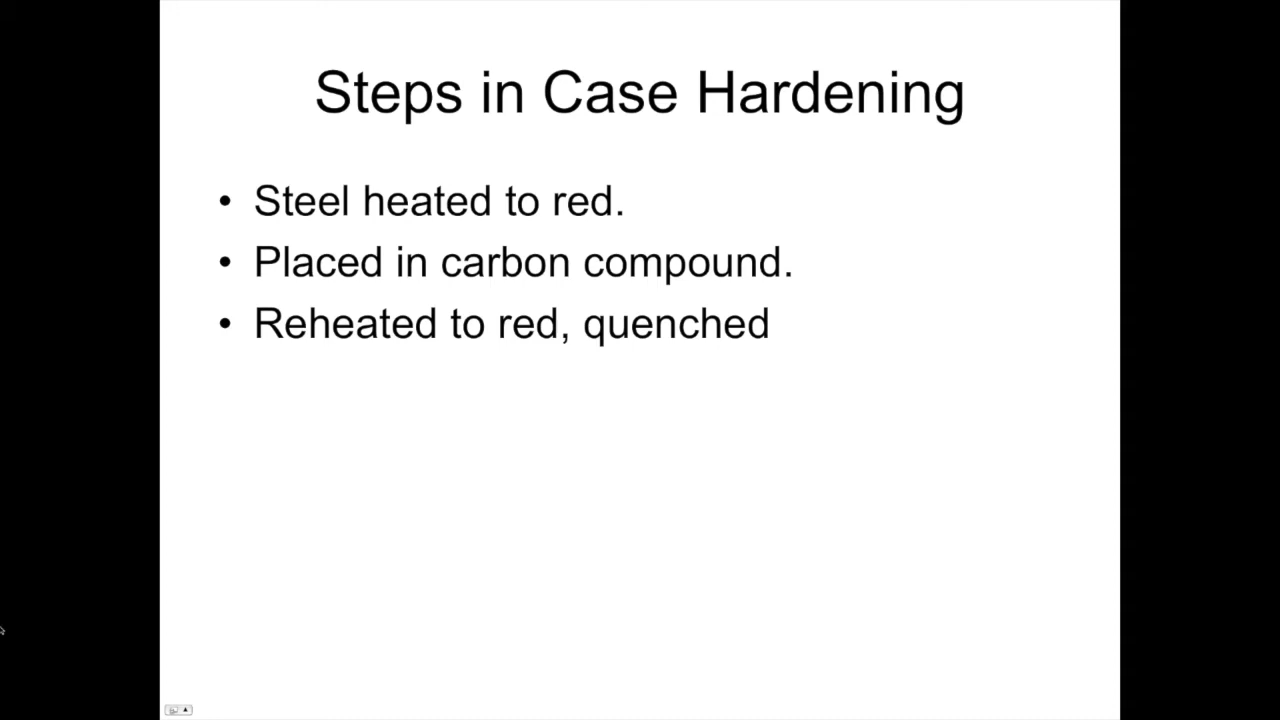 Steps in Case Hardening
• Steel heated to red.
• Placed in carbon compound.
• Reheated to red, quenched